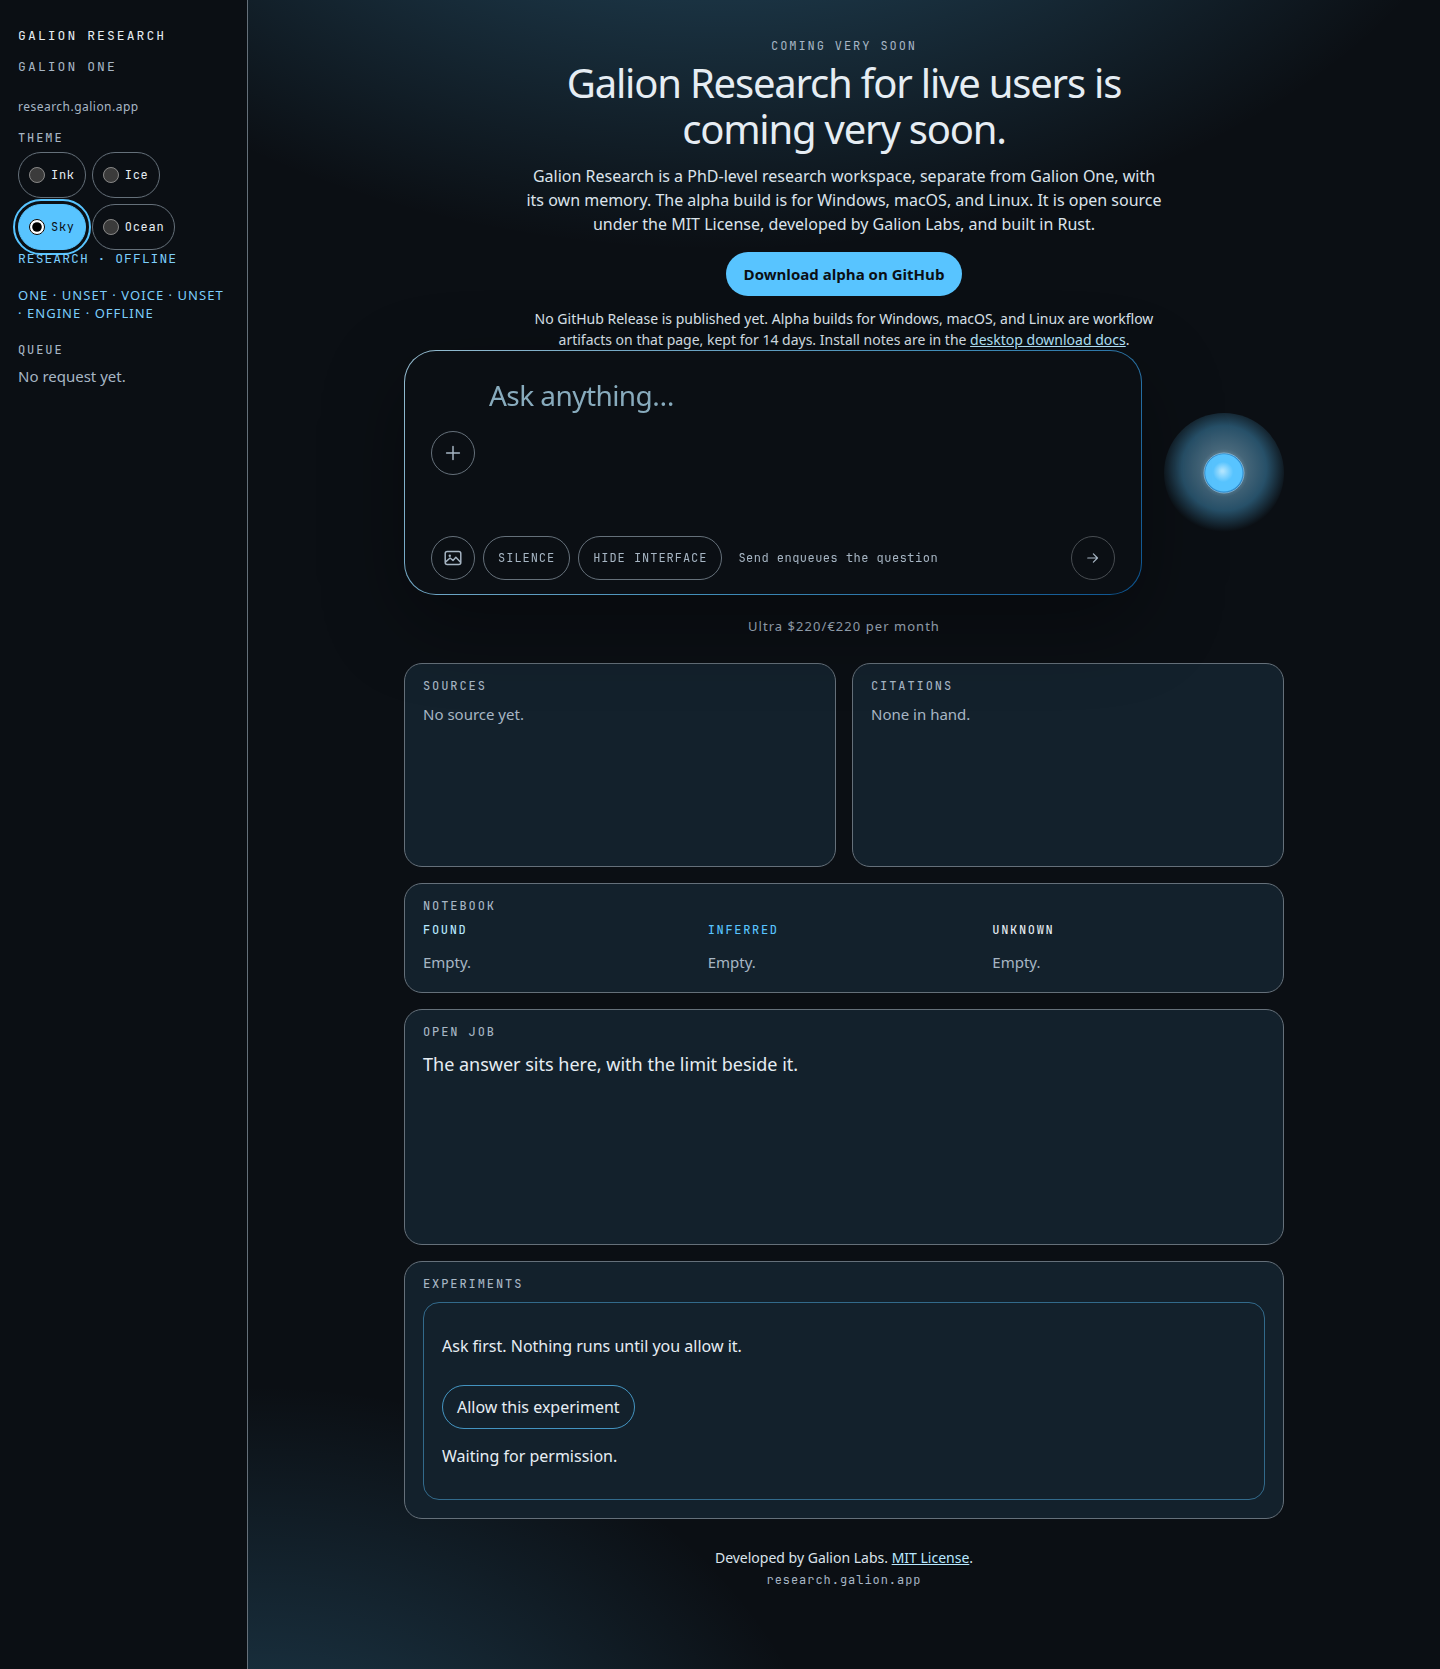 GALION RESEARCH
GALION ONE
research.galion.app
THEME
Ink
Ice
Sky
Ocean
RESEARCH · OFFLINE
ONE · UNSET · VOICE · UNSET
· ENGINE · OFFLINE
QUEUE
No request yet.
COMING VERY SOON
Galion Research for live users is
coming very soon.
Galion Research is a PhD-level research workspace, separate from Galion One, with
its own memory. The alpha build is for Windows, macOS, and Linux. It is open source
under the MIT License, developed by Galion Labs, and built in Rust.
Download alpha on GitHub
No GitHub Release is published yet. Alpha builds for Windows, macOS, and Linux are workflow
artifacts on that page, kept for 14 days. Install notes are in the desktop download docs.
Ask anything...
SILENCE
HIDE INTERFACE
Send enqueues the question
Ultra $220/€220 per month
SOURCES
No source yet.
CITATIONS
None in hand.
NOTEBOOK
FOUND
Empty.
INFERRED
Empty.
UNKNOWN
Empty.
OPEN JOB
The answer sits here, with the limit beside it.
EXPERIMENTS
Ask first. Nothing runs until you allow it.
Allow this experiment
Waiting for permission.
Developed by Galion Labs. MIT License.
research.galion.app